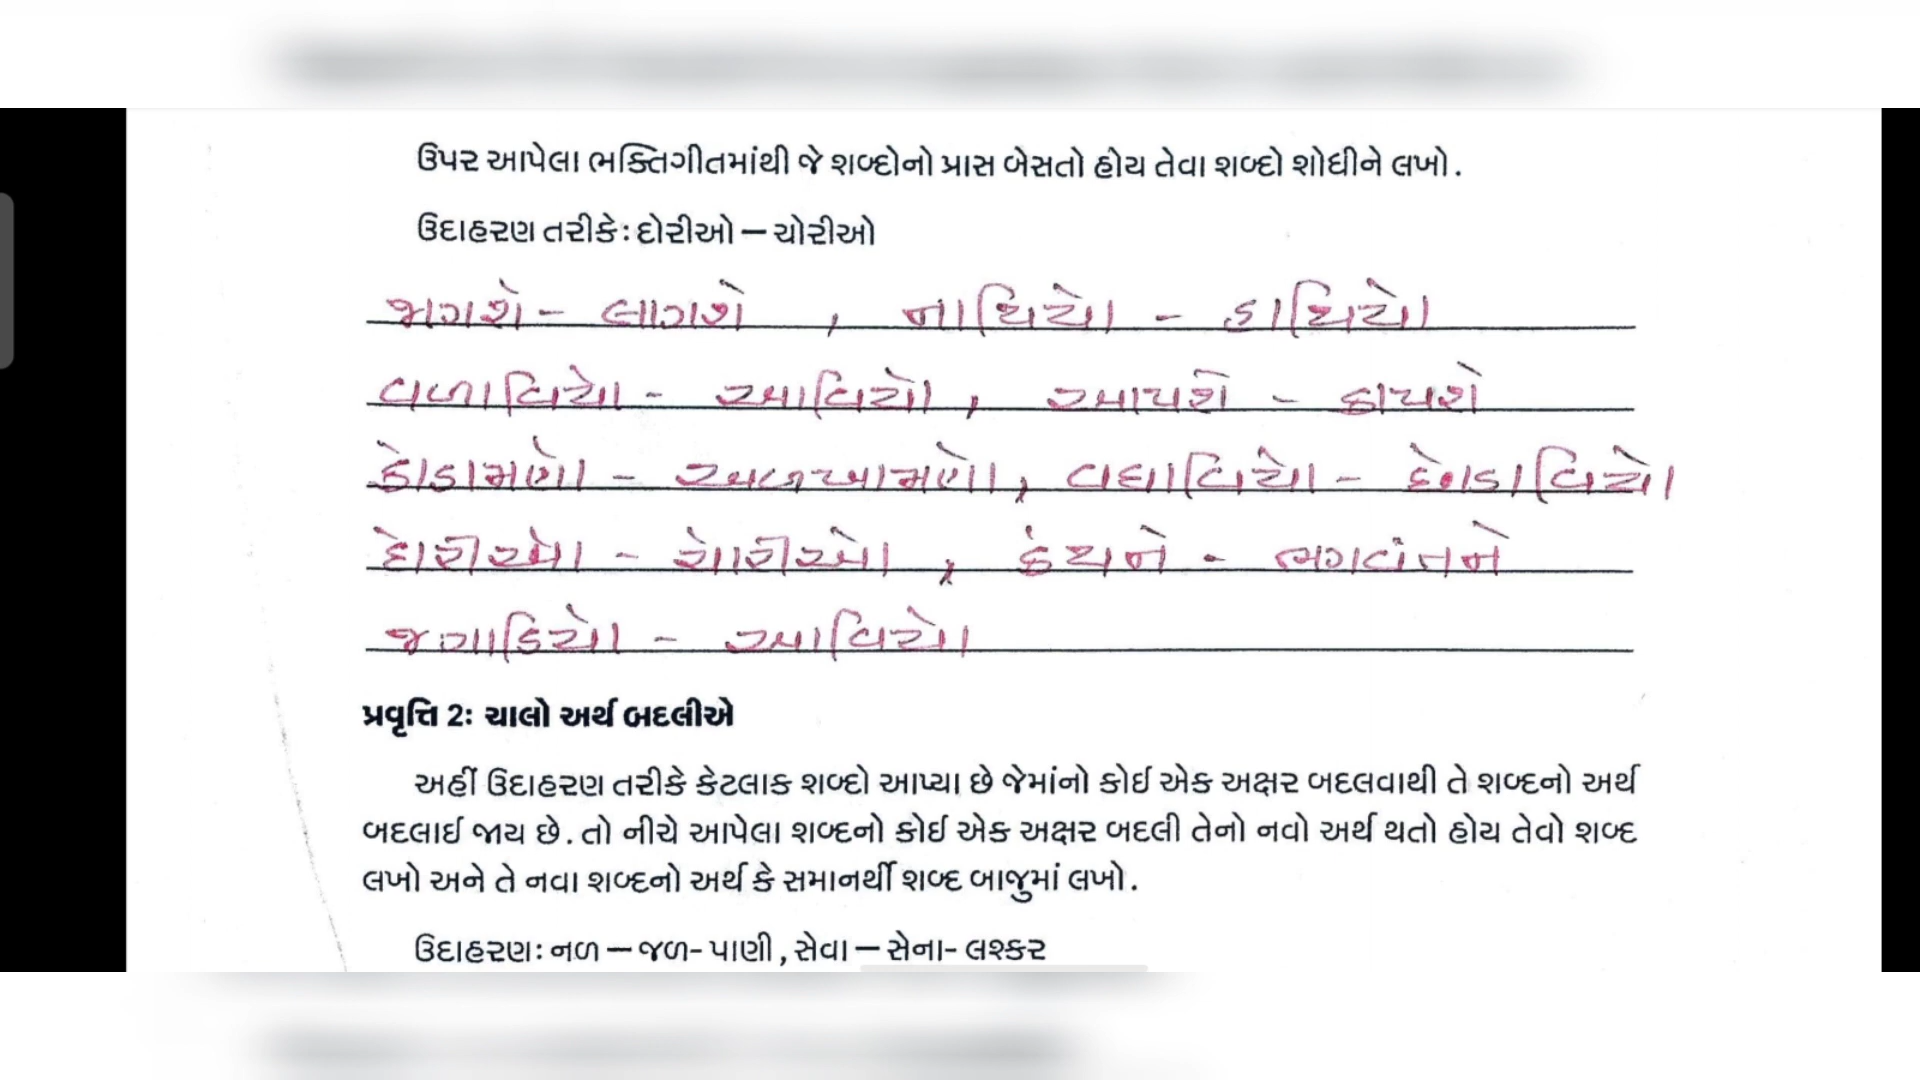 ઉપર આપેલા ભક્તિગીતમાંથી જે શબ્દોનો પ્રાસ બેસતો હોય તેવા શબ્દો શોધીને લખો.
ઉદાહરણ તરીકે: દોરીઓ – ચોરીઓ
જાગશે - લાગશે , નાથિયો - હાથિયો
વળાવિયો - આવિયો, આપશે - કાપશે
કોડામણો - અળખામણો, વધાવિયો -
દોરીઓ - ગોરીઓ , કંથને - ભગવંતને
જગાડિયો - આવિયો
પ્રવૃત્તિ 2: ચાલો અર્થ બદલીએ
અહીં ઉદાહરણ તરીકે કેટલાક શબ્દો આપ્યા છે જેમાંનો કોઈ એક અક્ષર બદલવાથી તે શબ્દનો અર્થ
બદલાઈ જાય છે. તો નીચે આપેલા શબ્દનો કોઈ એક અક્ષર બદલી તેનો નવો અર્થ થતો હોય તેવો શબ્દ
લખો અને તે નવા શબ્દનો અર્થ કે સમાનર્થી શબ્દ બાજુમાં લખો.
ઉદાહરણ: નળ – જળ- પાણી, સેવા – સેના- લશ્કર